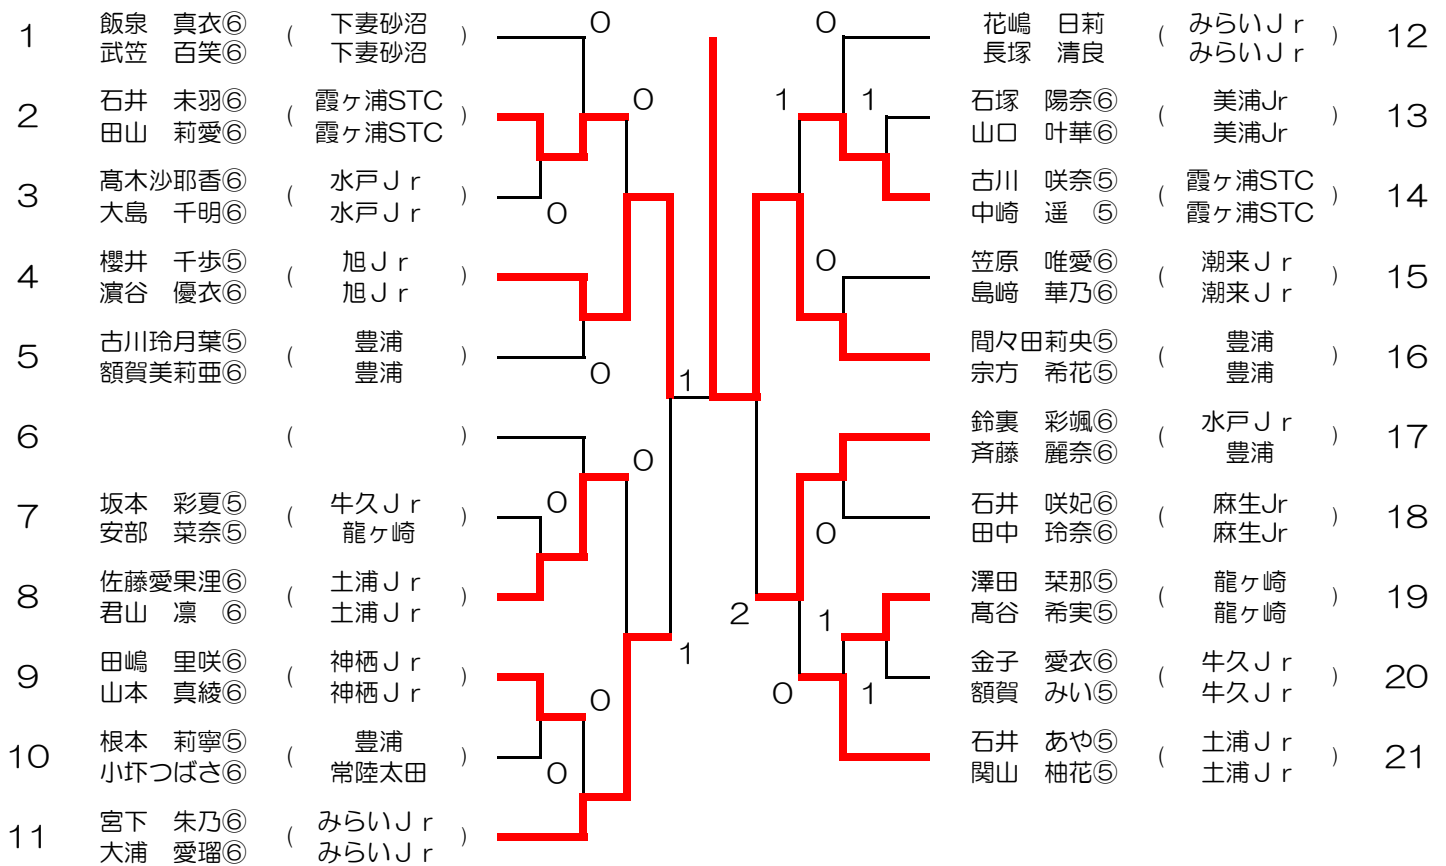 1 飯泉　真衣⑥ ( 下妻砂沼 )
武笠　百笑⑥ 下妻砂沼
2 石井　未羽⑥ ( 霞ヶ浦STC )
田山　莉愛⑥ 霞ヶ浦STC
3 髙木沙耶香⑥ ( 水戸Ｊｒ )
大島　千明⑥ 水戸Ｊｒ
4 櫻井　千歩⑤ ( 旭Ｊｒ )
濵谷　優衣⑥ 旭Ｊｒ
5 古川玲月葉⑤ ( 豊浦 )
額賀美莉亜⑥ 豊浦
6 ( )
7 坂本　彩夏⑤ ( 牛久Ｊｒ )
安部　菜奈⑤ 龍ヶ崎
8 佐藤愛果浬⑥ ( 土浦Ｊｒ )
君山　凛　⑥ 土浦Ｊｒ
9 田嶋　里咲⑥ ( 神栖Ｊｒ )
山本　真綾⑥ 神栖Ｊｒ
10 根本　莉寧⑤ ( 豊浦 )
小圷つばさ⑥ 常陸太田
11 宮下　朱乃⑥ ( みらいＪｒ )
大浦　愛瑠⑥ みらいＪｒ
0
0
0
0
0
0
0
0
1
1
花嶋　日莉 ( みらいＪｒ ) 12
長塚　清良 みらいＪｒ
石塚　陽奈⑥ ( 美浦Jr ) 13
山口　叶華⑥ 美浦Jr
古川　咲奈⑤ ( 霞ヶ浦STC ) 14
中崎　遥　⑤ 霞ヶ浦STC
笠原　唯愛⑥ ( 潮来Ｊｒ ) 15
島﨑　華乃⑥ 潮来Ｊｒ
間々田莉央⑤ ( 豊浦 ) 16
宗方　希花⑤ 豊浦
鈴裏　彩颯⑥ ( 水戸Ｊｒ ) 17
斉藤　麗奈⑥ 豊浦
石井　咲妃⑥ ( 麻生Jr ) 18
田中　玲奈⑥ 麻生Jr
澤田　栞那⑤ ( 龍ヶ崎 ) 19
髙谷　希実⑤ 龍ヶ崎
金子　愛衣⑥ ( 牛久Ｊｒ ) 20
額賀　みい⑤ 牛久Ｊｒ
石井　あや⑤ ( 土浦Ｊｒ ) 21
関山　柚花⑤ 土浦Ｊｒ
0
1
1
0
0
2
1
0
1